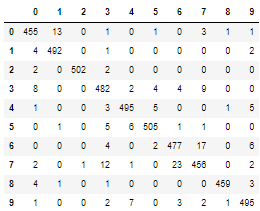 0 1 2 3 4 5 6 7 8 9
0 455 13 0 1 0 1 0 3 1 1
1 4 492 0 1 0 0 0 0 0 2
2 2 0 502 2 0 0 0 0 0 0
3 8 0 0 482 2 4 4 9 0 0
4 1 0 0 3 495 5 0 0 1 5
5 0 1 0 5 6 505 1 1 0 0
6 0 0 0 4 0 2 477 17 0 6
7 2 0 1 12 1 0 23 456 0 2
8 4 1 0 1 0 0 0 0 459 3
9 1 0 0 2 7 0 3 2 1 495